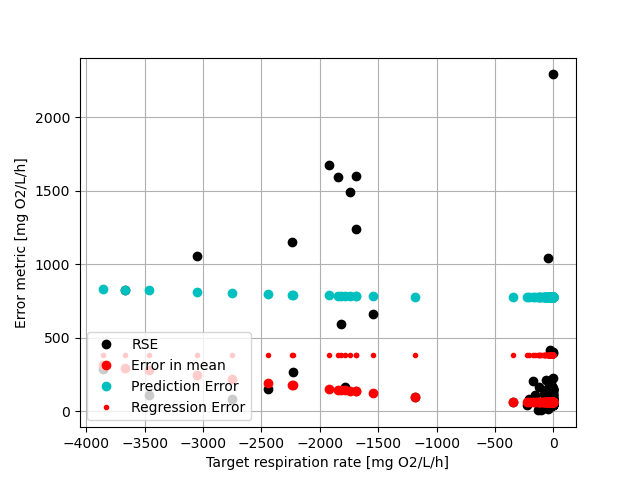 Error metric [mg O2/L/h]
2000
1500
1000
500
0
RSE
Error in mean
Prediction Error
Regression Error
−4000 −3500 −3000 −2500 −2000 −1500 −1000 −500 0
Target respiration rate [mg O2/L/h]